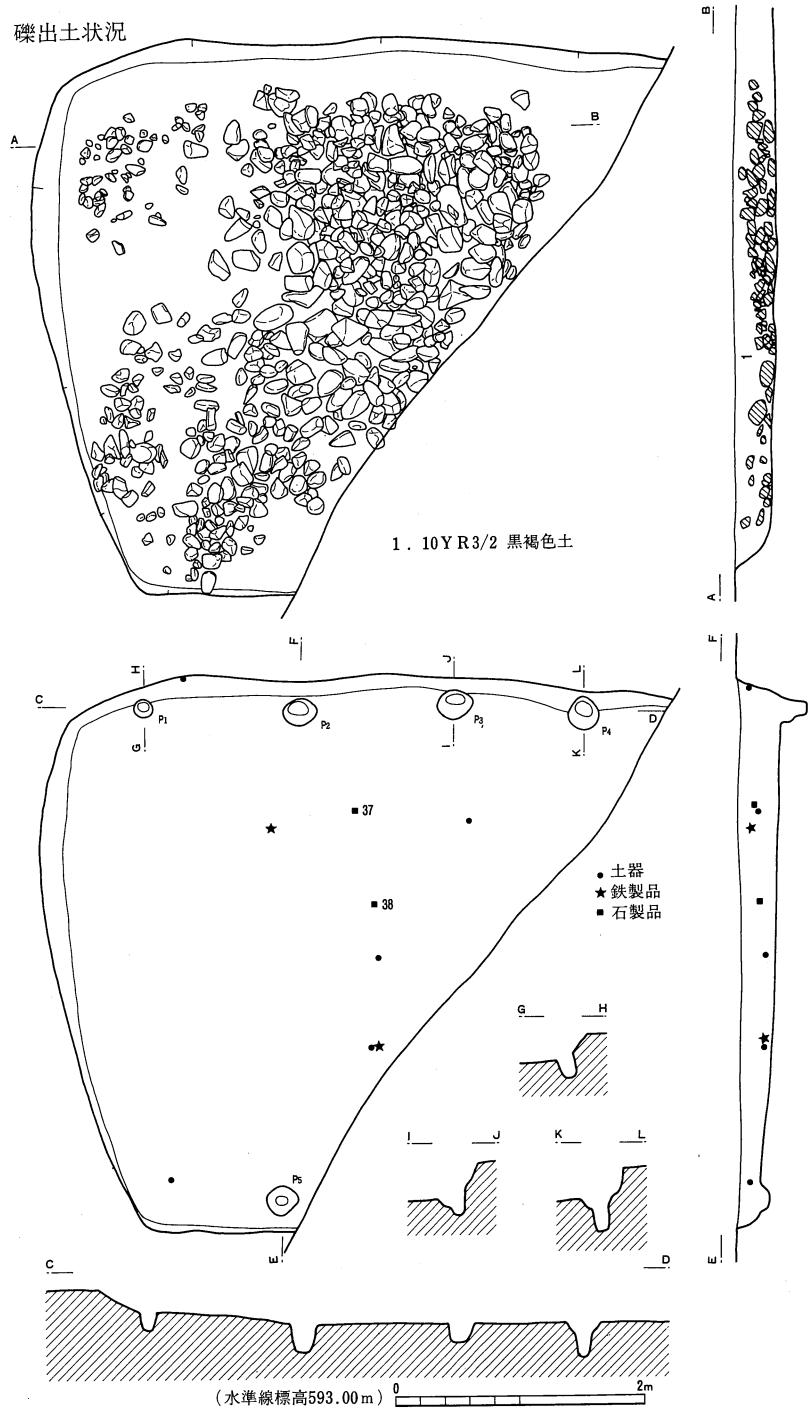 礫出土状況
A
B
B
A
1
1. 10YR3/2 黒褐色土
F
H
J
L
C
P1
P2
P3
P4
D
G
I
K
37
38
● 土器
★ 鉄製品
■ 石製品
G H
I J
K L
P5
E
F
E
C D
(水準線標高593.00m) 0 2m